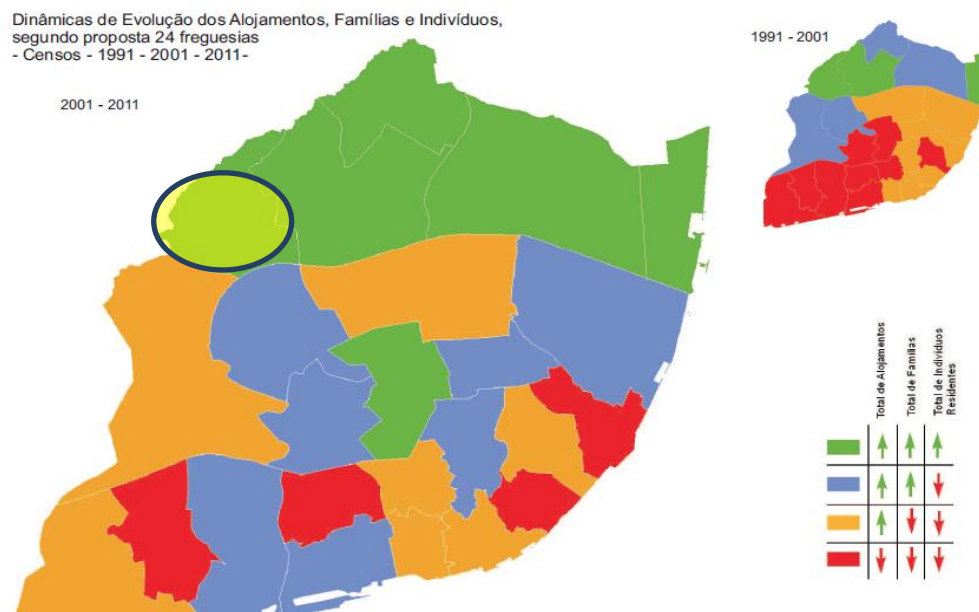 Dinâmicas de Evolução dos Alojamentos, Famílias e Indivíduos,
segundo proposta 24 freguesias
- Censos - 1991 - 2001 - 2011-
2001 - 2011
1991 - 2001
Total de Alojamentos
Total de Famílias
Total de Indivíduos
Residentes